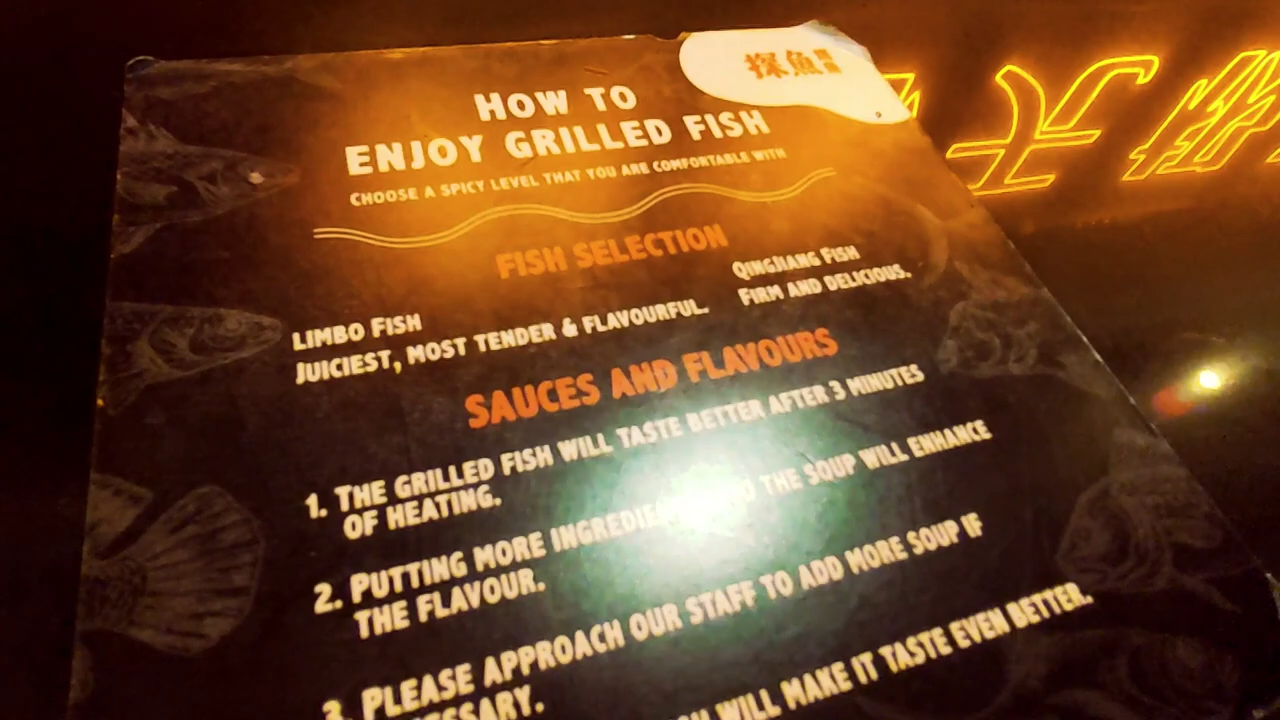 探魚
HOW TO
ENJOY GRILLED FISH
CHOOSE A SPICY LEVEL THAT YOU ARE COMFORTABLE WITH
FISH SELECTION
LIMBO FISH
JUICIEST, MOST TENDER & FLAVOURFUL.
QINGJIANG FISH
FIRM AND DELICIOUS.
SAUCES AND FLAVOURS
1. THE GRILLED FISH WILL TASTE BETTER AFTER 3 MINUTES
OF HEATING.
2. PUTTING MORE THE SOUP WILL ENHANCE
THE FLAVOUR.
3. PLEASE APPROACH OUR STAFF TO ADD MORE SOUP IF
WILL MAKE IT TASTE EVEN BETTER.